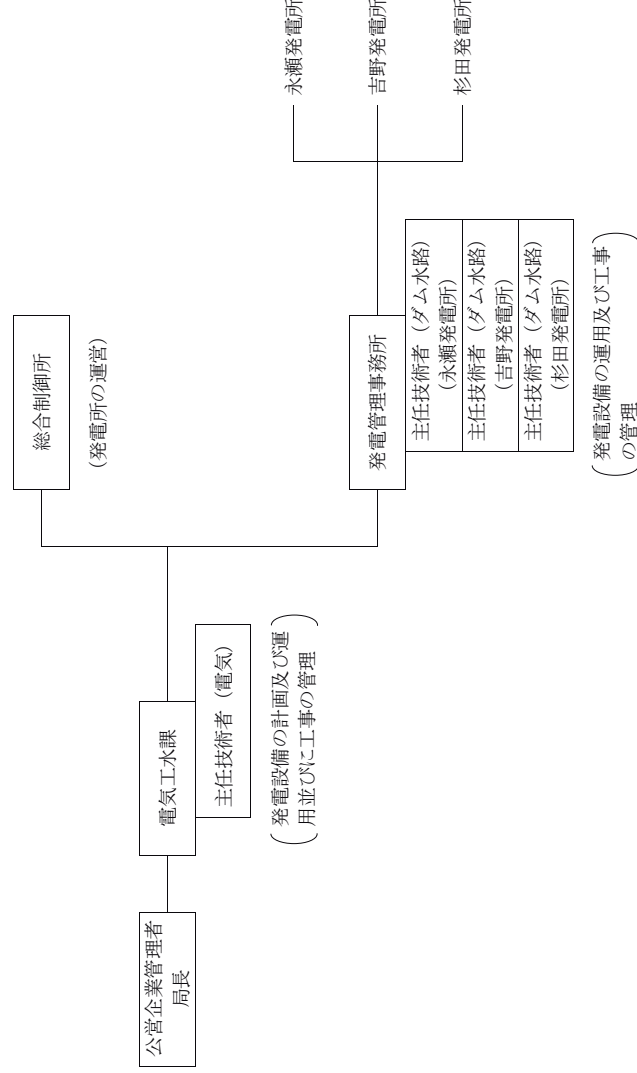 公営企業管理者
局長
電気工水課
主任技術者（電気）
発電設備の計画及び運
用並びに工事の管理
総合制御所
（発電所の運営）
発電管理事務所
主任技術者（ダム水路）
（永瀬発電所）
主任技術者（ダム水路）
（吉野発電所）
主任技術者（ダム水路）
（杉田発電所）
発電設備の運用及び工事
の管理
永瀬発電所
吉野発電所
杉田発電所